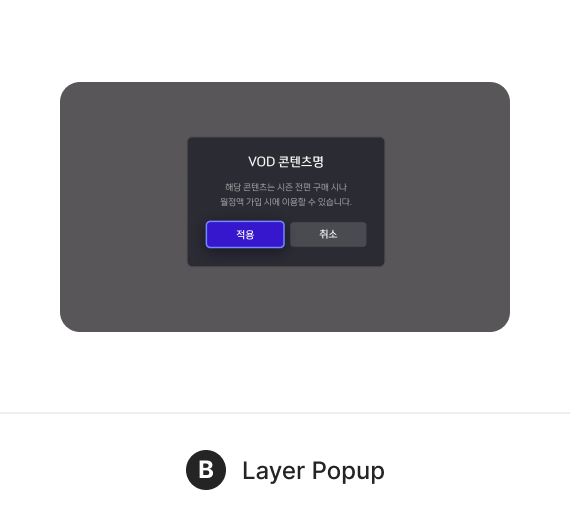 VOD 콘텐츠명
해당 콘텐츠는 시즌 전편 구매 시나
월정액 가입 시에 이용할 수 있습니다.
적용
취소
B Layer Popup